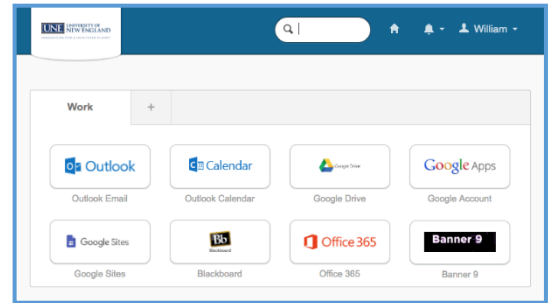 UNE UNIVERSITY OF
NEW ENGLAND
William
Work +
Outlook
Calendar
Google Drive
Google Apps
Outlook Email
Outlook Calendar
Google Drive
Google Account
Google Sites
Bb
Blackboard
Office 365
Banner 9
Google Sites
Blackboard
Office 365
Banner 9